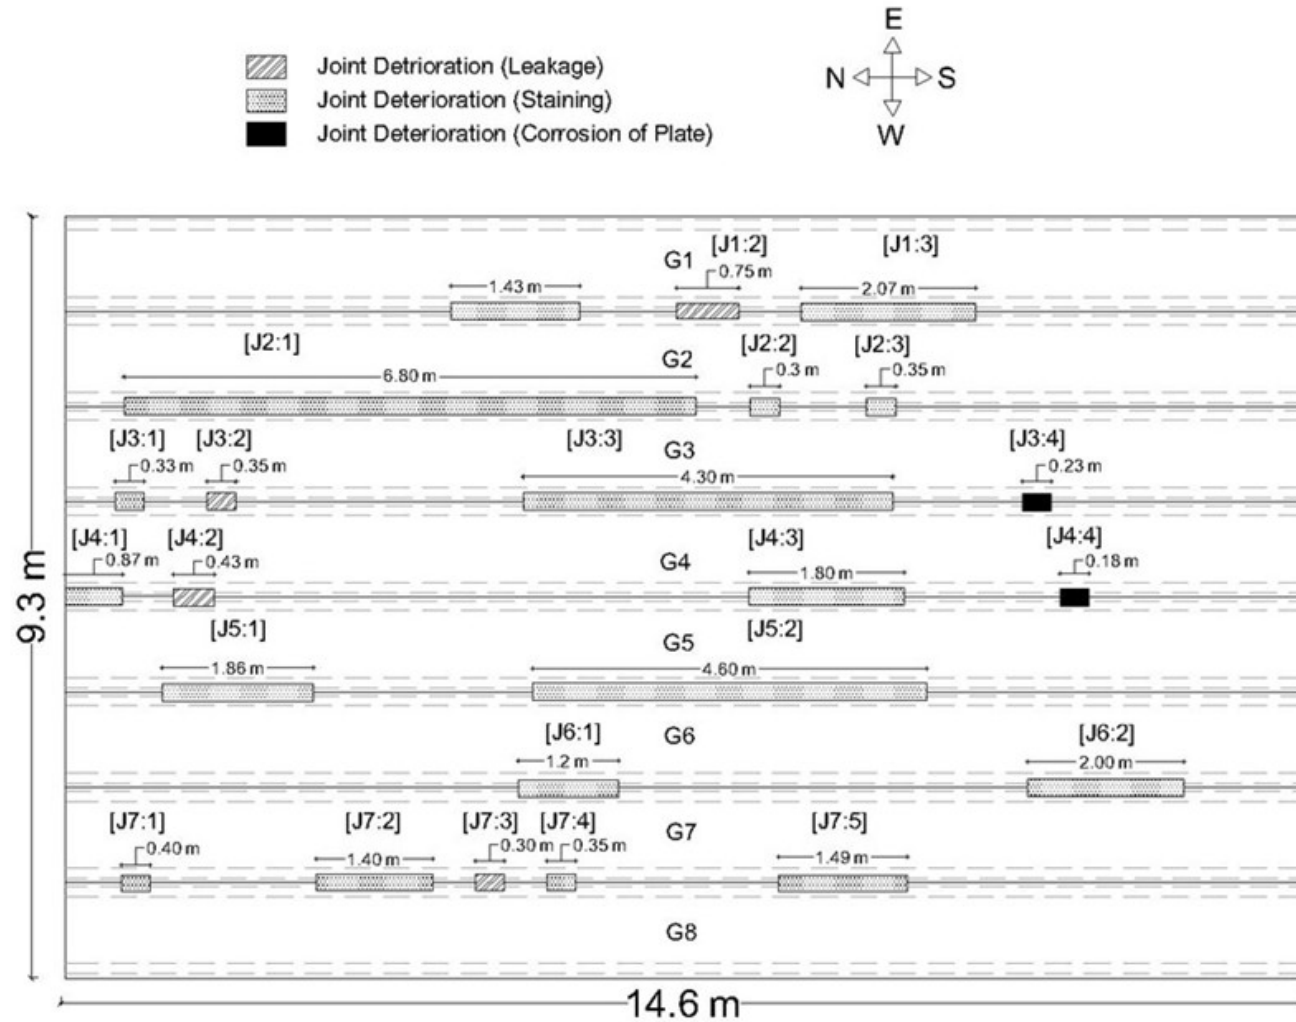 E
Joint Detrioration (Leakage)
N S
Joint Deterioration (Staining)
Joint Deterioration (Corrosion of Plate)
W
[J1:2] [J1:3]
G1
0.75 m
1.43 m 2.07 m
[J2:1] G2 [J2:2] [J2:3]
6.80 m 0.3 m 0.35 m
[J3:1] [J3:2] [J3:3] G3 [J3:4]
0.33 m 0.35 m 4.30 m 0.23 m
[J4:1] [J4:2] [J4:3] [J4:4]
0.87 m 0.43 m G4 1.80 m 0.18 m
9.3 m
[J5:1] G5 [J5:2]
1.86 m 4.60 m
[J6:1] G6 [J6:2]
1.2 m 2.00 m
[J7:1] [J7:2] [J7:3] [J7:4] G7 [J7:5]
0.40 m 1.40 m 0.30 m 0.35 m 1.49 m
G8
14.6 m